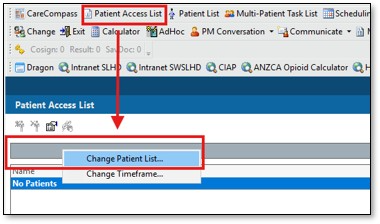 CareCompass Patient Access List Patient List Multi-Patient Task List Scheduling
Change Exit Calculator AdHoc PM Conversation Communicate
Cosign: 0 Result: 0 SavDoc: 0
Dragon Intranet SLHD Intranet SWSLHD CIAP ANZCA Opioid Calculator
Patient Access List
Change Patient List...
Change Timeframe...
Name
No Patients